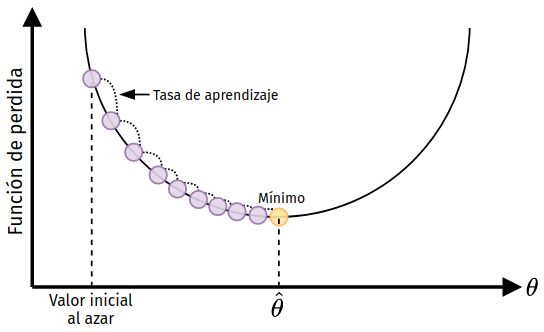 Función de perdida
Tasa de aprendizaje
Mínimo
Valor inicial
al azar
θ̂
θ